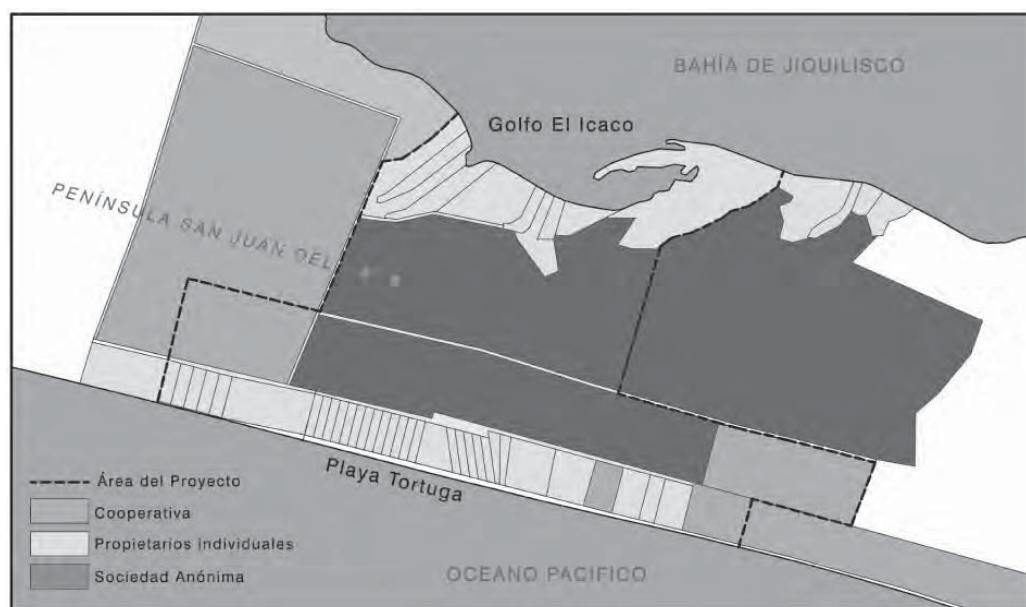 BAHÍA DE JIQUILISCO
Golfo El Icaco
PENÍNSULA SAN JUAN DEL
Playa Tortuga
OCEANO PACIFICO
Área del Proyecto
Cooperativa
Propietarios individuales
Sociedad Anónima